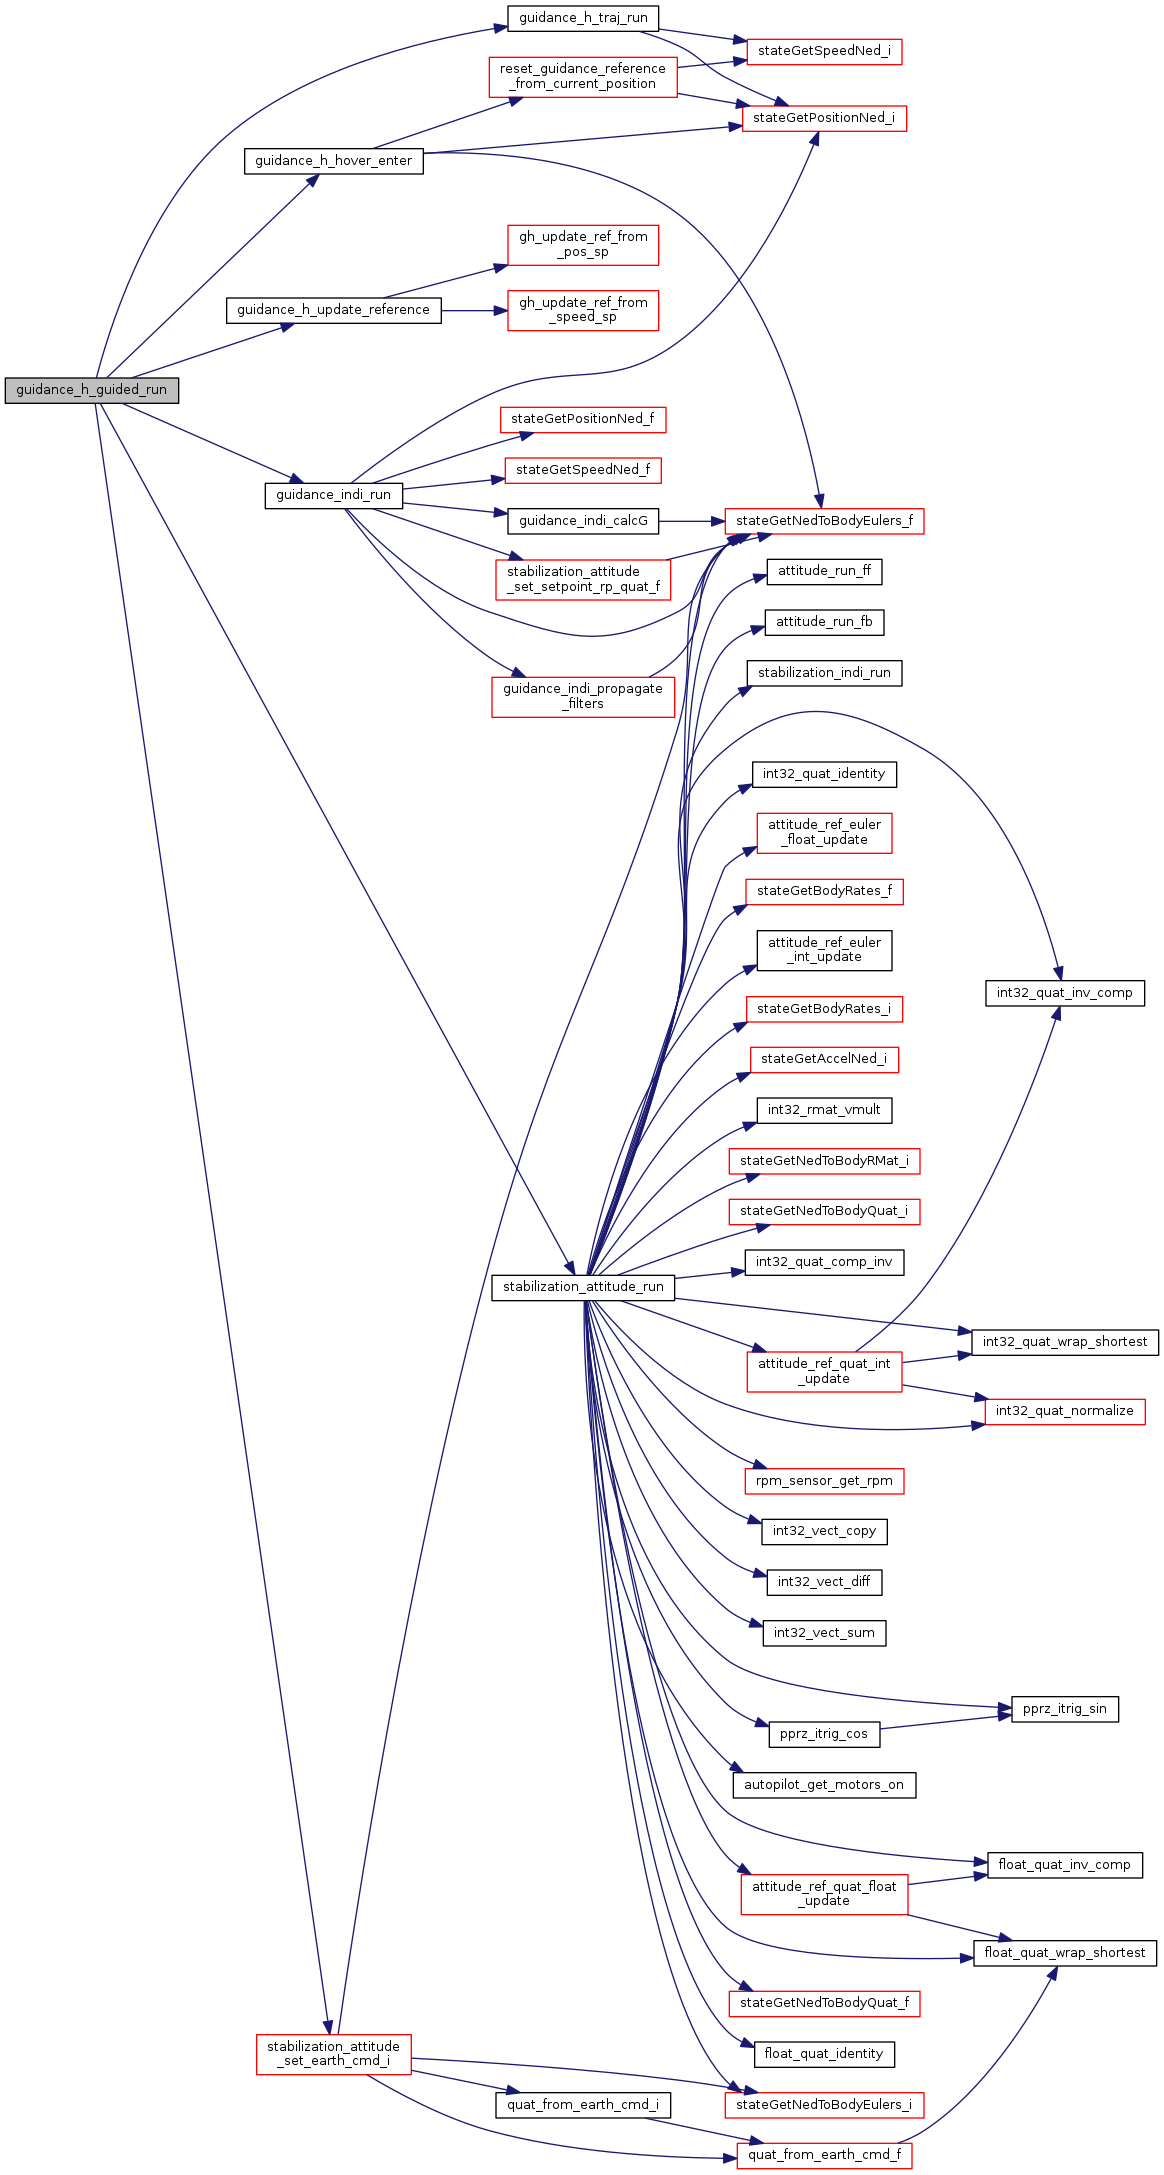 guidance_h_traj_run
stateGetSpeedNed_i
reset_guidance_reference
_from_current_position
stateGetPositionNed_i
guidance_h_hover_enter
gh_update_ref_from
_pos_sp
guidance_h_update_reference
gh_update_ref_from
_speed_sp
guidance_h_guided_run
stateGetPositionNed_f
stateGetSpeedNed_f
guidance_indi_run
guidance_indi_calcG
stateGetNedToBodyEulers_f
stabilization_attitude
_set_setpoint_rp_quat_f
attitude_run_ff
attitude_run_fb
stabilization_indi_run
guidance_indi_propagate
_filters
int32_quat_identity
attitude_ref_euler
_float_update
stateGetBodyRates_f
attitude_ref_euler
_int_update
int32_quat_inv_comp
stateGetBodyRates_i
stateGetAccelNed_i
int32_rmat_vmult
stateGetNedToBodyRMat_i
stateGetNedToBodyQuat_i
int32_quat_comp_inv
stabilization_attitude_run
int32_quat_wrap_shortest
attitude_ref_quat_int
_update
int32_quat_normalize
rpm_sensor_get_rpm
int32_vect_copy
int32_vect_diff
int32_vect_sum
pprz_itrig_sin
pprz_itrig_cos
autopilot_get_motors_on
float_quat_inv_comp
attitude_ref_quat_float
_update
float_quat_wrap_shortest
stateGetNedToBodyQuat_f
float_quat_identity
stabilization_attitude
_set_earth_cmd_i
quat_from_earth_cmd_i
stateGetNedToBodyEulers_i
quat_from_earth_cmd_f